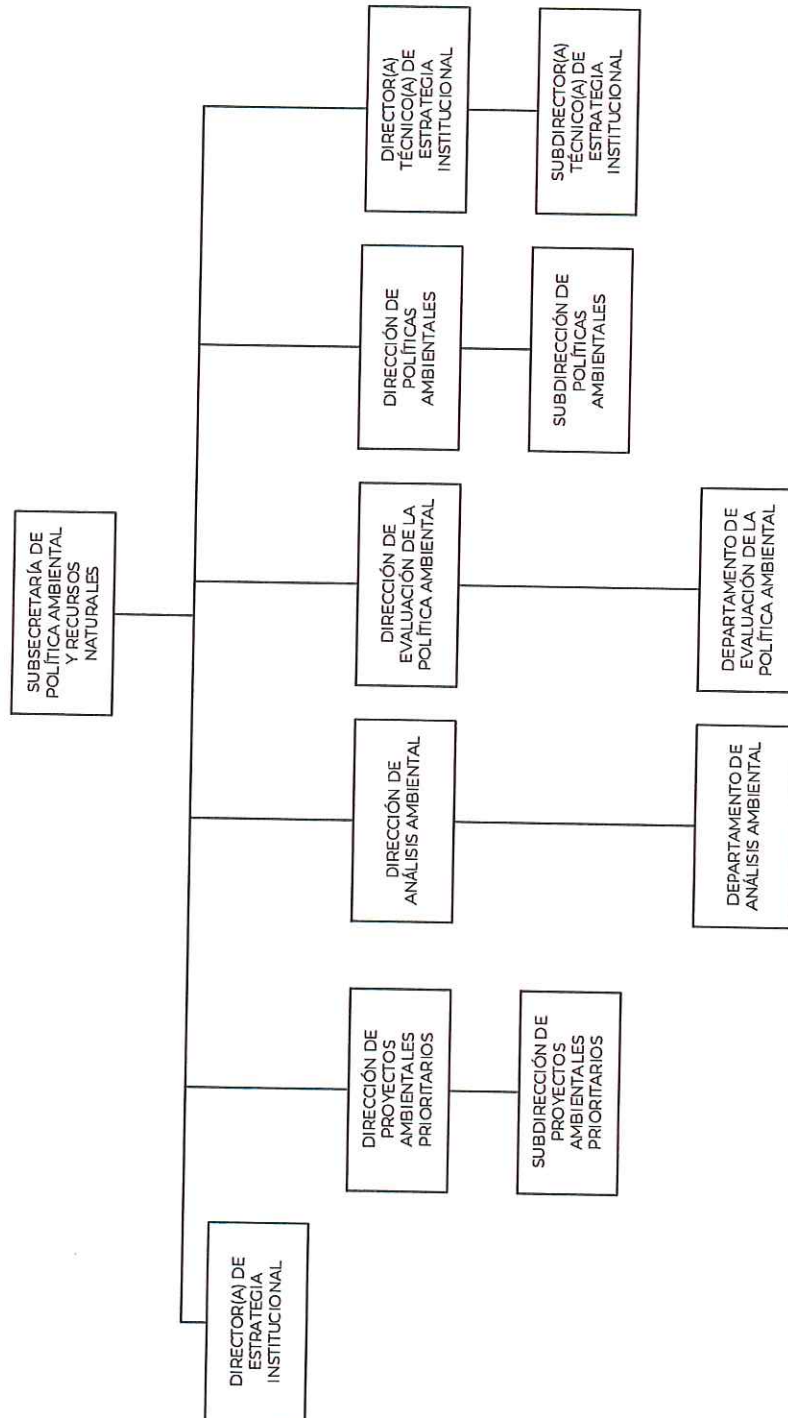 SUBSECRETARÍA DE
POLÍTICA AMBIENTAL
Y RECURSOS
NATURALES
DIRECTOR(A) DE
ESTRATEGIA
INSTITUCIONAL
DIRECCIÓN DE
PROYECTOS
AMBIENTALES
PRIORITARIOS
DIRECCIÓN DE
ANÁLISIS AMBIENTAL
DIRECCIÓN DE
EVALUACIÓN DE LA
POLÍTICA AMBIENTAL
DIRECCIÓN DE
POLÍTICAS
AMBIENTALES
DIRECTOR(A)
TÉCNICO(A) DE
ESTRATEGIA
INSTITUCIONAL
SUBDIRECCIÓN DE
PROYECTOS
AMBIENTALES
PRIORITARIOS
SUBDIRECCIÓN DE
POLÍTICAS
AMBIENTALES
SUBDIRECTOR(A)
TÉCNICO(A) DE
ESTRATEGIA
INSTITUCIONAL
DEPARTAMENTO DE
ANÁLISIS AMBIENTAL
DEPARTAMENTO DE
EVALUACIÓN DE LA
POLÍTICA AMBIENTAL